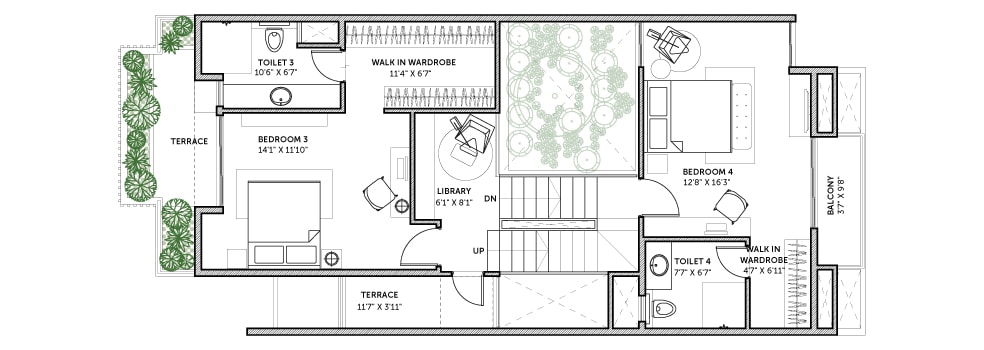 TOILET 3
10'6" X 6'7"
WALK IN WARDROBE
11'4" X 6'7"
TERRACE
BEDROOM 3
14'1" X 11'10"
LIBRARY
6'1" X 8'1"
DN
UP
BEDROOM 4
12'8" X 16'3"
BALCONY
3'7" X 9'8"
TOILET 4
7'7" X 6'7"
WALK IN
WARDROBE
4'7" X 6'11"
TERRACE
11'7" X 3'11"